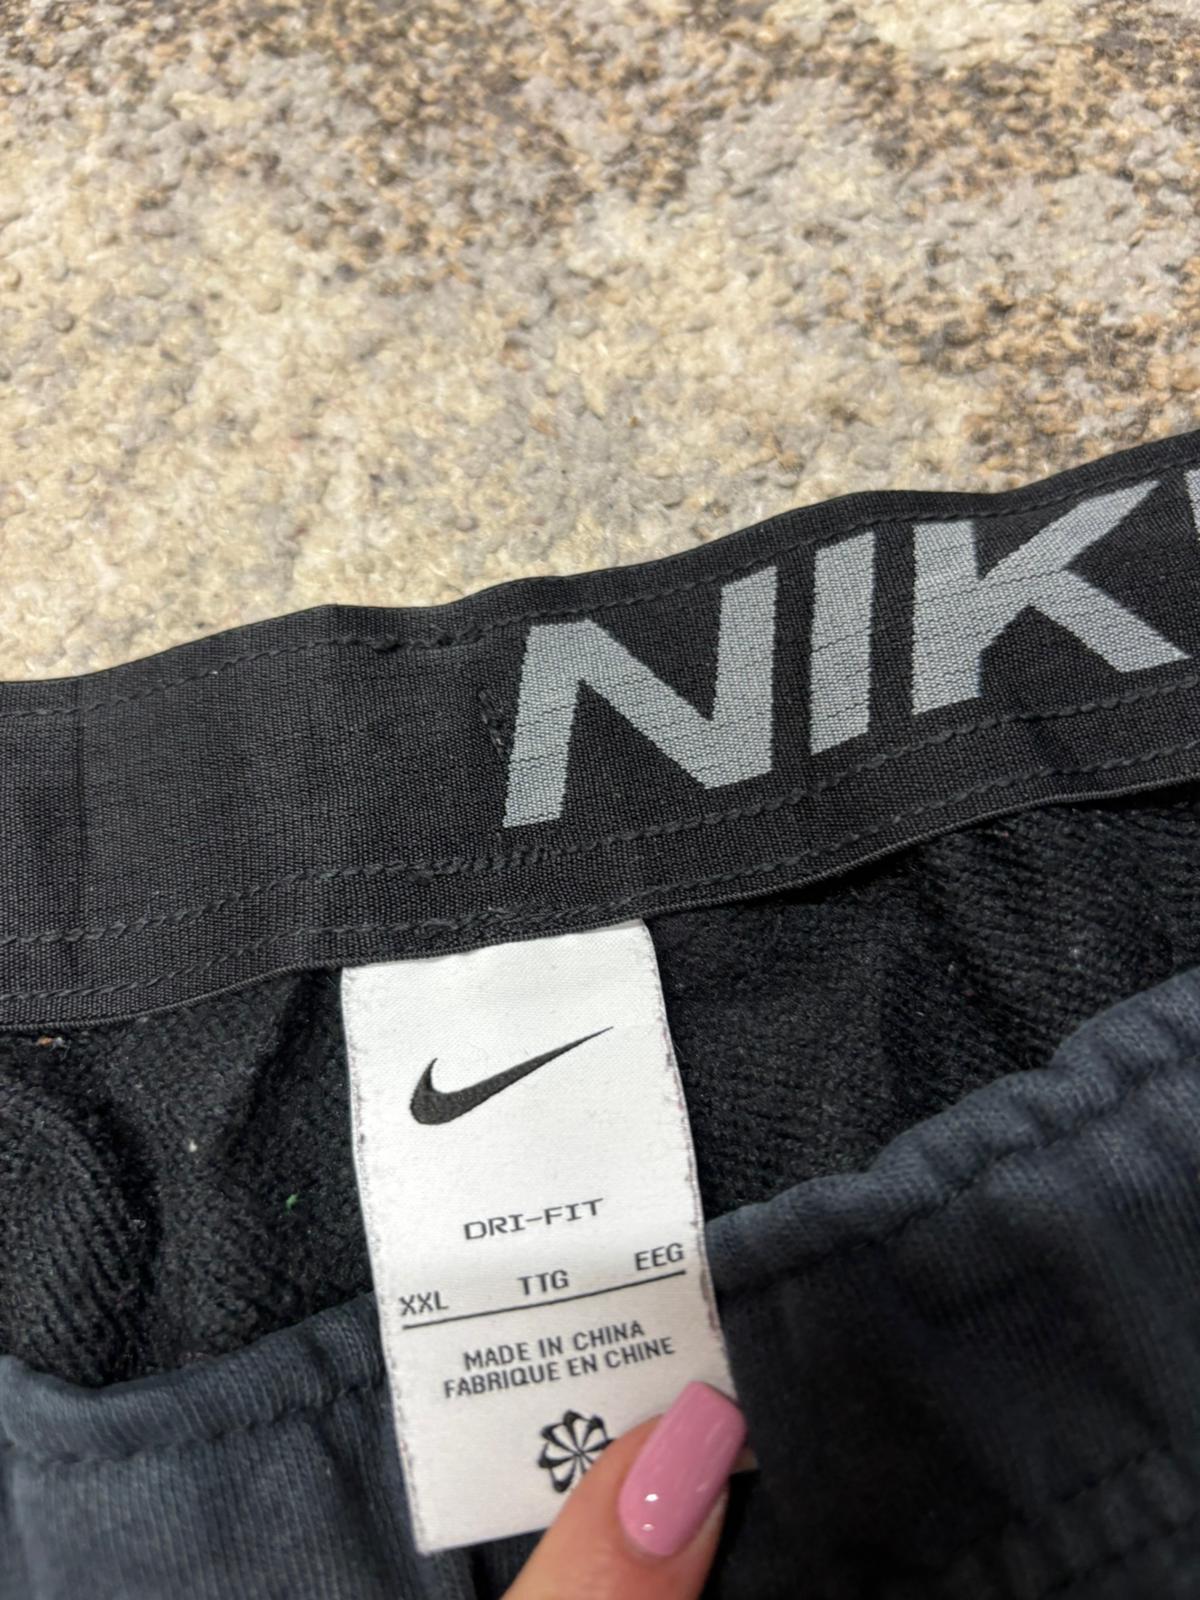 NIK
DRI-FIT
XXL TTG EEG
MADE IN CHINA
FABRIQUE EN CHINE